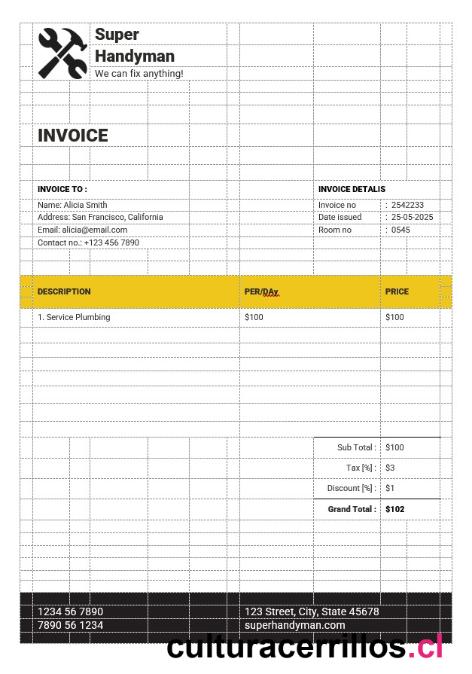 Super
Handyman
We can fix anything!
INVOICE
INVOICE TO :
Name: Alicia Smith
Address: San Francisco, California
Email: alicia@email.com
Contact no.: +123 456 7890
INVOICE DETALIS
Invoice no : 2542233
Date issued : 25-05-2025
Room no : 0545
DESCRIPTION PER/DAy PRICE
1. Service Plumbing $100 $100
Sub Total : $100
Tax [%] : $3
Discount [%] : $1
Grand Total : $102
1234 56 7890
7890 56 1234
123 Street, City, State 45678
superhandyman.com
culturacerrillos.cl